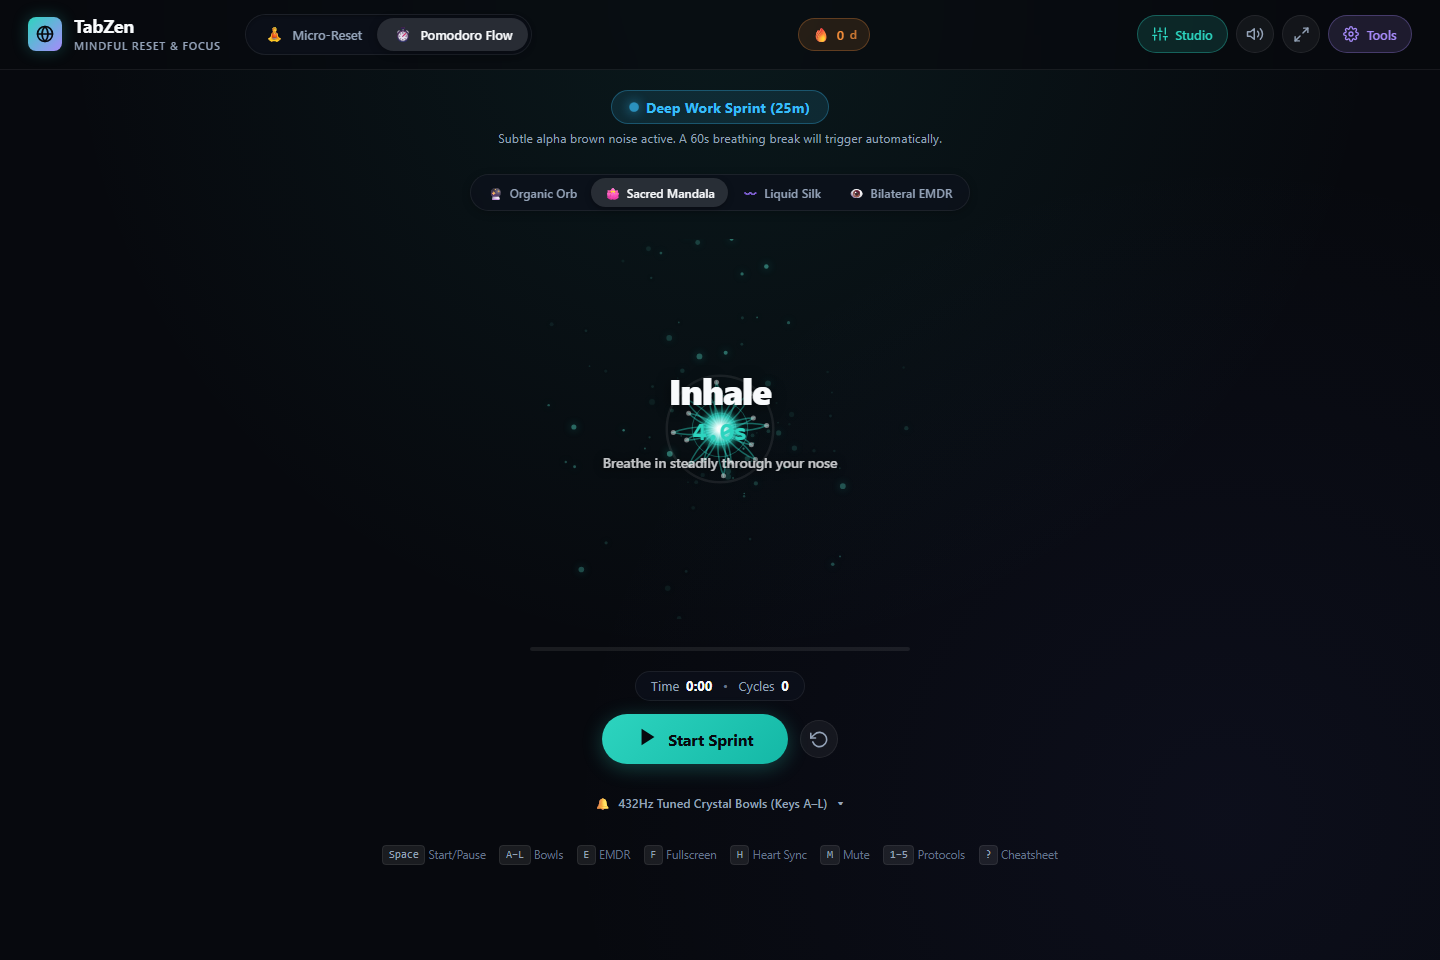 TabZen
MINDFUL RESET & FOCUS
Micro-Reset
Pomodoro Flow
0 d
Studio
Tools
Deep Work Sprint (25m)
Subtle alpha brown noise active. A 60s breathing break will trigger automatically.
Organic Orb
Sacred Mandala
Liquid Silk
Bilateral EMDR
Inhale
Breathe in steadily through your nose
Time 0:00 • Cycles 0
Start Sprint
432Hz Tuned Crystal Bowls (Keys A–L)
Space Start/Pause A–L Bowls E EMDR F Fullscreen H Heart Sync M Mute 1–5 Protocols ? Cheatsheet